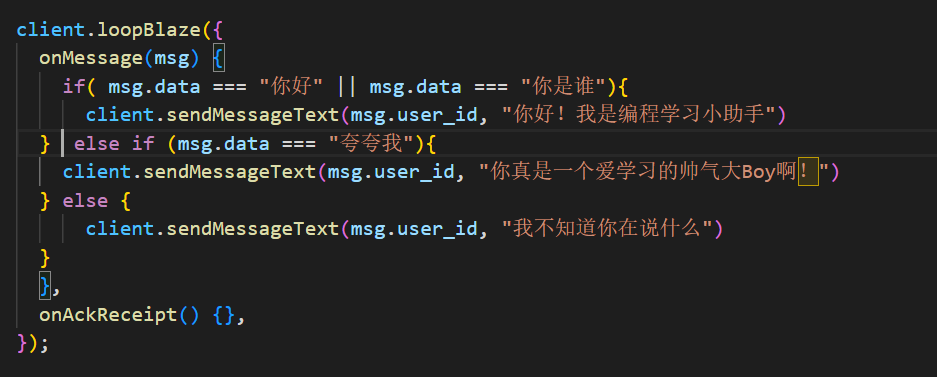 client.loopBlaze({
  onMessage(msg) {
    if( msg.data === "你好" || msg.data === "你是谁"){
      client.sendMessageText(msg.user_id, "你好！我是编程学习小助手")
  } else if (msg.data === "夸夸我"){
    client.sendMessageText(msg.user_id, "你真是一个爱学习的帅气大Boy啊！")
  } else {
      client.sendMessageText(msg.user_id, "我不知道你在说什么")
  }
  },
  onAckReceipt() {},
});